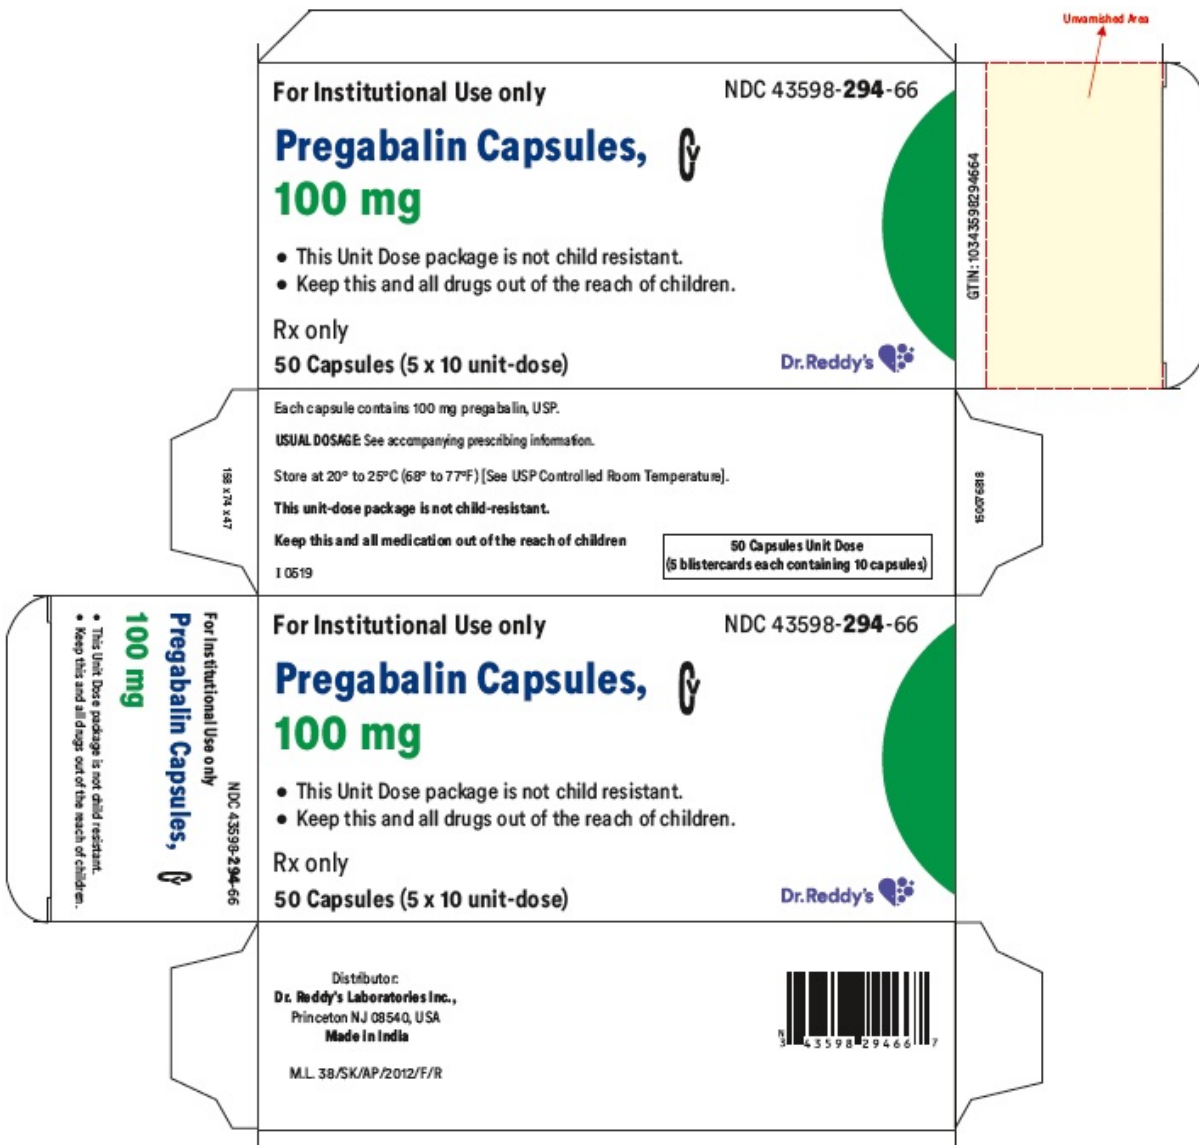 Unvarnished Area
For Institutional Use only
NDC 43598-294-66
Pregabalin Capsules, CV
100 mg
● This Unit Dose package is not child resistant.
● Keep this and all drugs out of the reach of children.
Rx only
50 Capsules (5 x 10 unit-dose)
Dr.Reddy's
GTIN: 10343598294664
Each capsule contains 100 mg pregabalin, USP.
USUAL DOSAGE: See accompanying prescribing information.
Store at 20° to 25°C (68° to 77°F) [See USP Controlled Room Temperature].
This unit-dose package is not child-resistant.
Keep this and all medication out of the reach of children
I 0519
50 Capsules Unit Dose
(5 blistercards each containing 10 capsules)
158 x 74 x 47
150076818
For Institutional Use only
NDC 43598-294-66
Pregabalin Capsules, CV
100 mg
● This Unit Dose package is not child resistant.
● Keep this and all drugs out of the reach of children.
For Institutional Use only
NDC 43598-294-66
Pregabalin Capsules, CV
100 mg
● This Unit Dose package is not child resistant.
● Keep this and all drugs out of the reach of children.
Rx only
50 Capsules (5 x 10 unit-dose)
Dr.Reddy's
Distributor:
Dr. Reddy's Laboratories Inc.,
Princeton NJ 08540, USA
Made in India
M.L. 38/SK/AP/2012/F/R
N
3 43598 29466 7